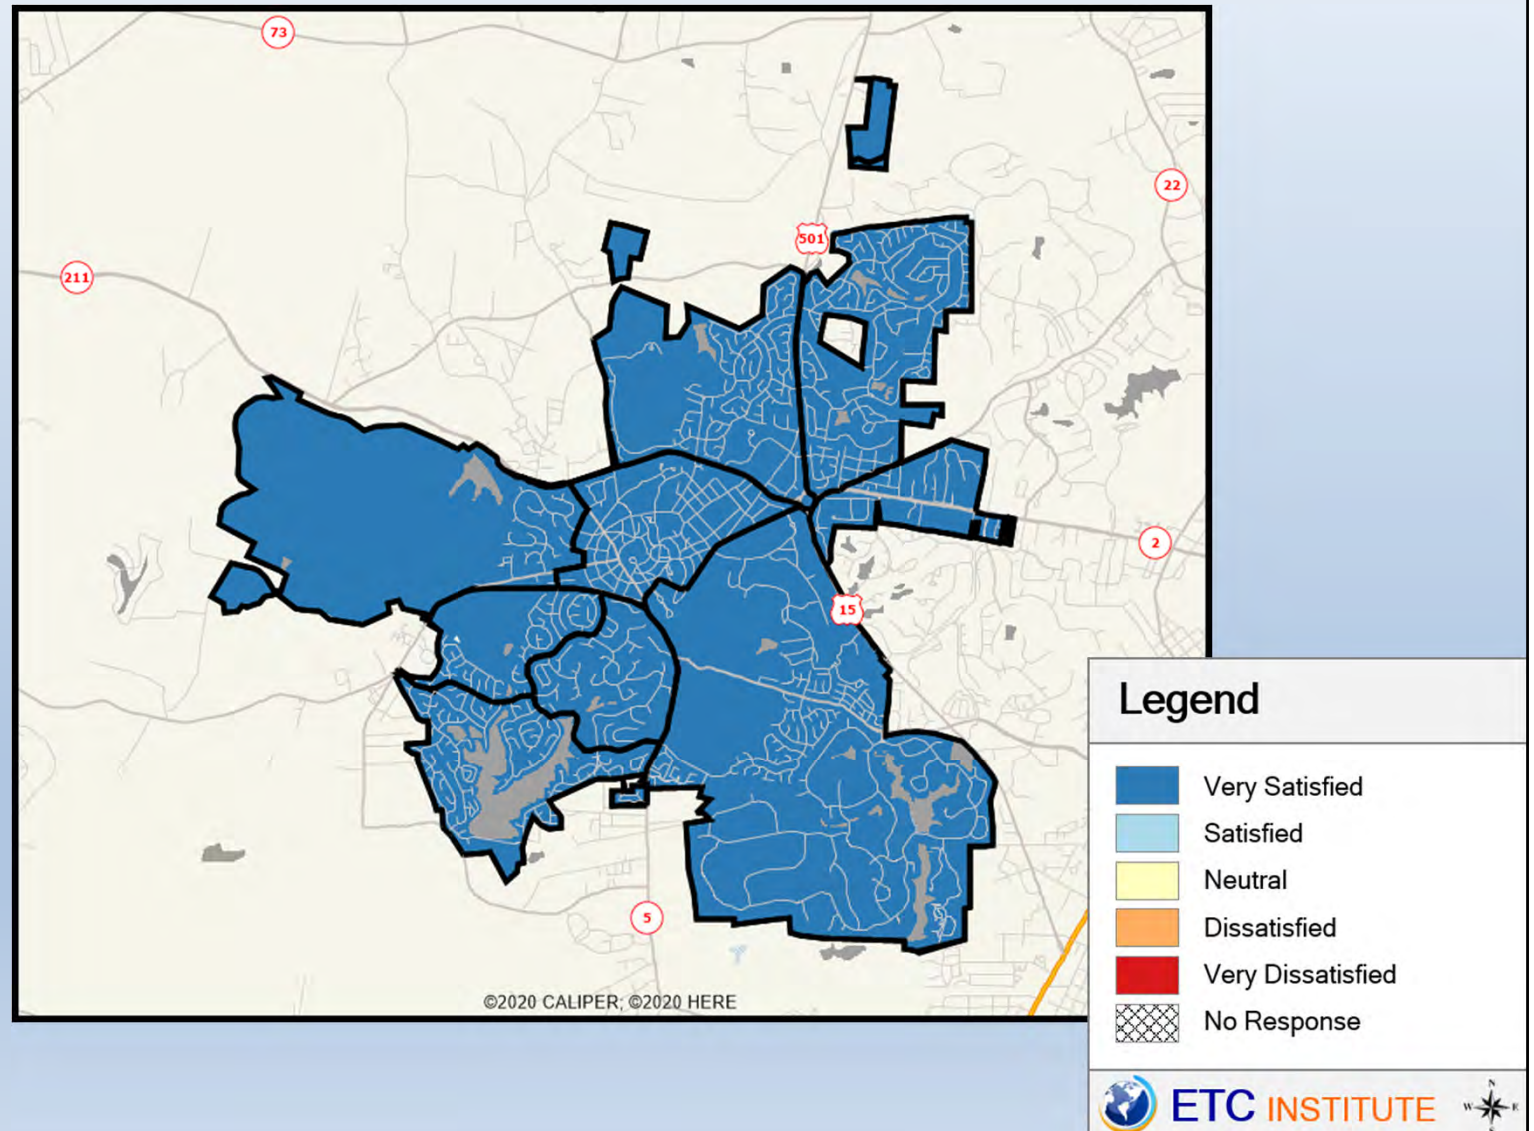 73
22
501
211
2
15
5
©2020 CALIPER; ©2020 HERE
Legend
Very Satisfied
Satisfied
Neutral
Dissatisfied
Very Dissatisfied
No Response
ETC INSTITUTE
N
W E
S